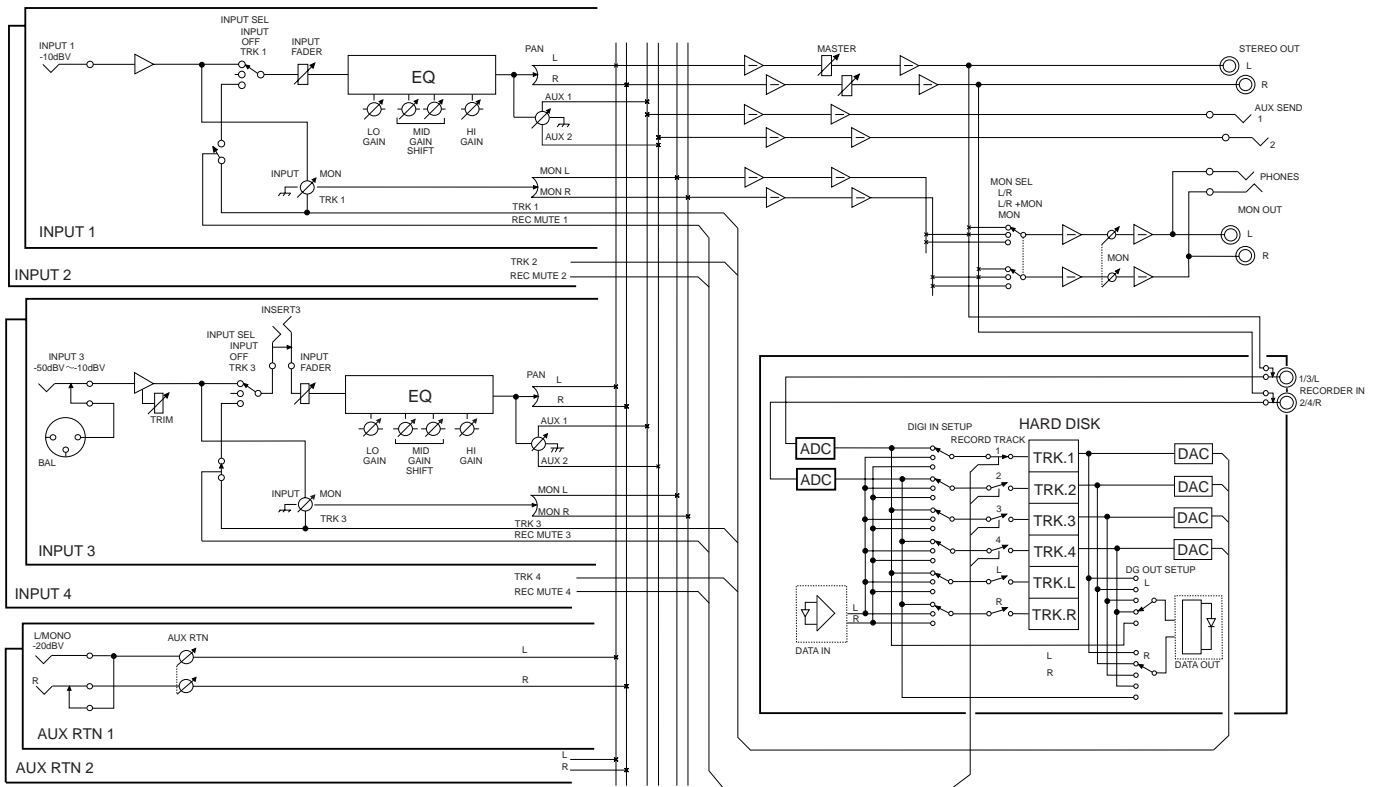 INPUT SEL
INPUT
OFF
TRK 1
INPUT 1
-10dBV
INPUT
FADER
EQ
LO
GAIN
MID
GAIN
SHIFT
HI
GAIN
PAN
L
R
AUX 1
AUX 2
INPUT
MON
TRK 1
MON L
MON R
TRK 1
REC MUTE 1
INPUT 1
TRK 2
REC MUTE 2
INPUT 2
MASTER
STEREO OUT
L
R
AUX SEND
1
2
MON SEL
L/R
L/R +MON
MON
PHONES
MON OUT
L
R
MON
INSERT3
INPUT SEL
INPUT
OFF
TRK 3
INPUT 3
-50dBV～-10dBV
INPUT
FADER
TRIM
BAL
EQ
LO
GAIN
MID
GAIN
SHIFT
HI
GAIN
PAN
L
R
AUX 1
AUX 2
INPUT
MON
TRK 3
MON L
MON R
TRK 3
REC MUTE 3
INPUT 3
TRK 4
REC MUTE 4
INPUT 4
1/3/L
RECORDER IN
2/4/R
HARD DISK
DIGI IN SETUP
RECORD TRACK
ADC
ADC
1
TRK.1
DAC
2
TRK.2
DAC
3
TRK.3
DAC
4
TRK.4
DAC
L
TRK.L
R
TRK.R
DG OUT SETUP
L
R
DATA OUT
L
R
DATA IN
L
R
L/MONO
-20dBV
AUX RTN
L
R
R
AUX RTN 1
L
R
AUX RTN 2